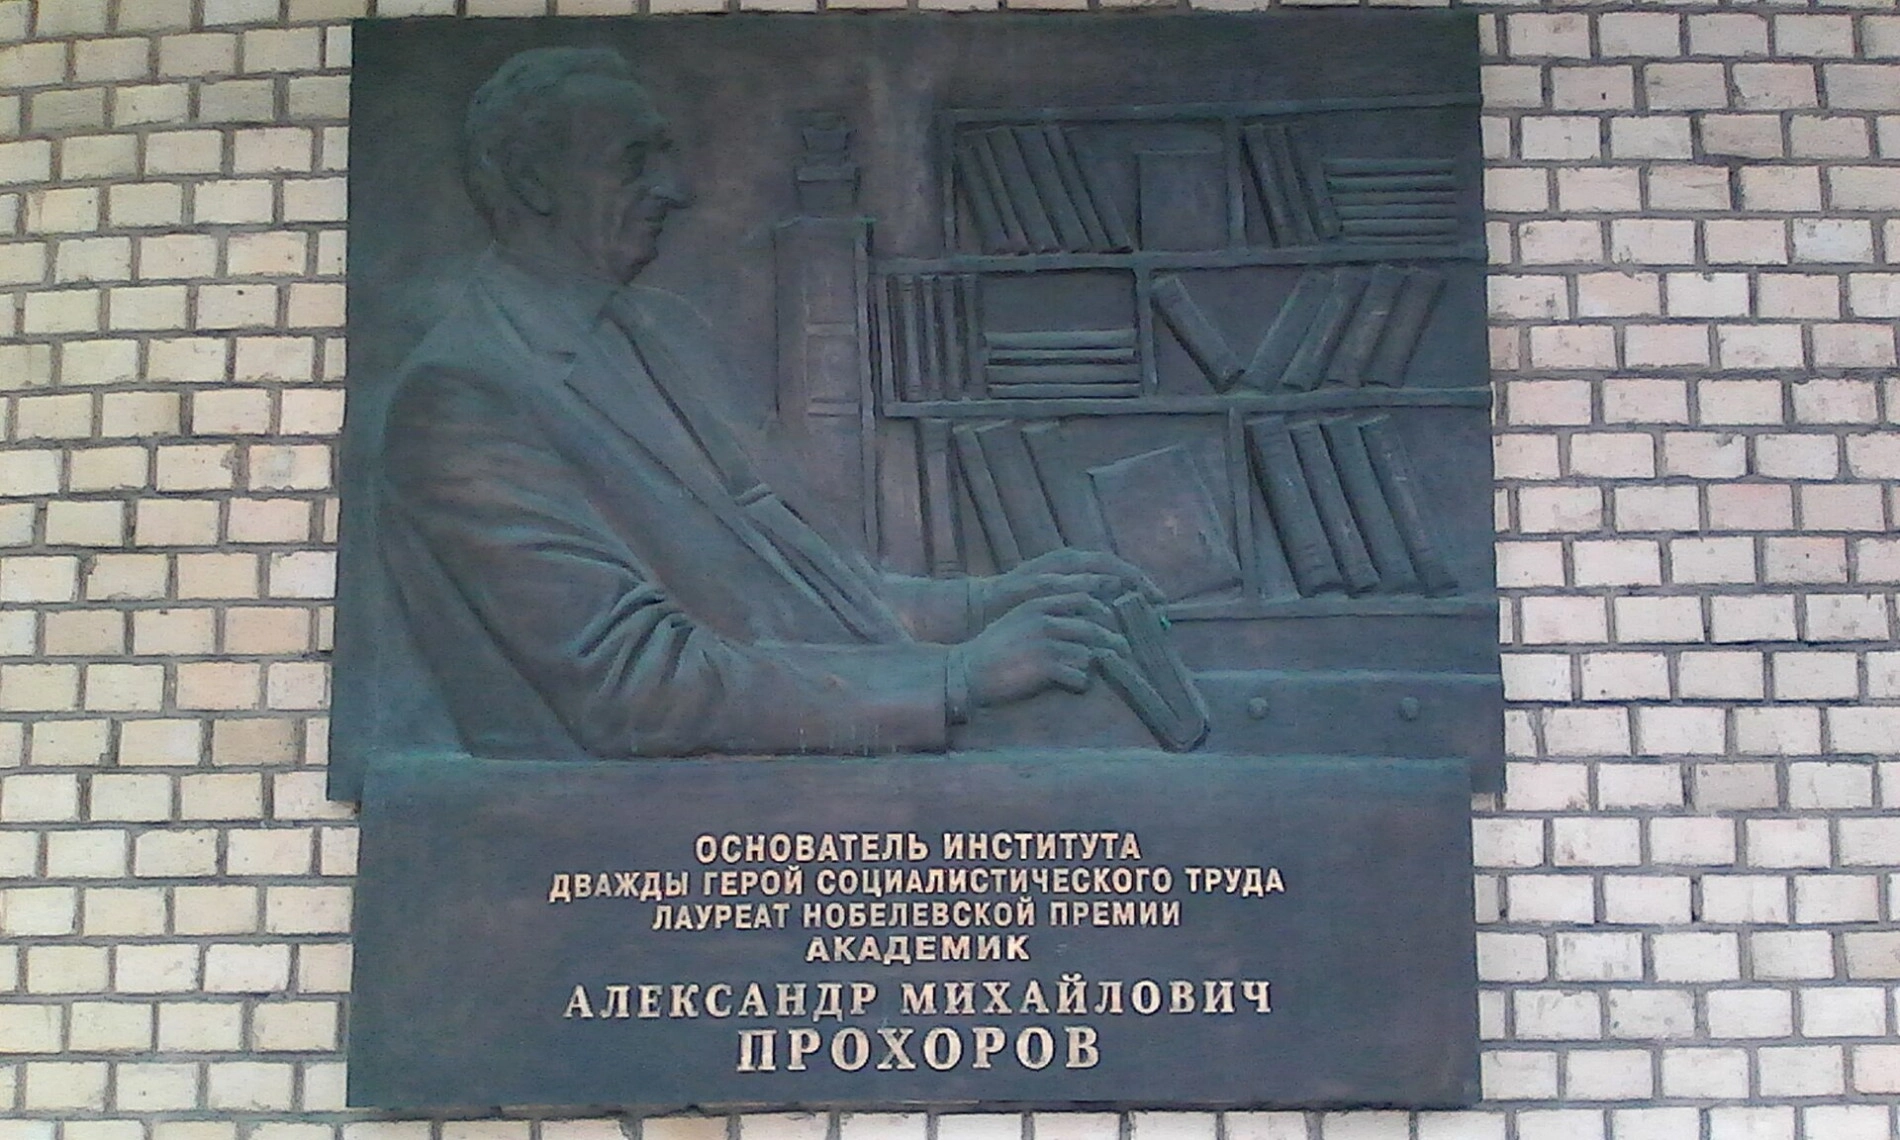 ОСНОВАТЕЛЬ ИНСТИТУТА
ДВАЖДЫ ГЕРОЙ СОЦИАЛИСТИЧЕСКОГО ТРУДА
ЛАУРЕАТ НОБЕЛЕВСКОЙ ПРЕМИИ
АКАДЕМИК
АЛЕКСАНДР МИХАЙЛОВИЧ
ПРОХОРОВ